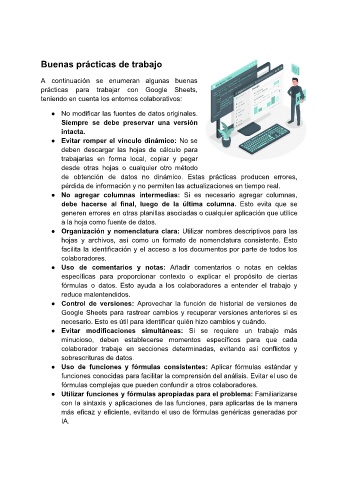 Buenas prácticas de trabajo
A continuación se enumeran algunas buenas
prácticas para trabajar con Google Sheets,
teniendo en cuenta los entornos colaborativos:
● No modificar las fuentes de datos originales.
Siempre se debe preservar una versión
intacta.
● Evitar romper el vínculo dinámico: No se
deben descargar las hojas de cálculo para
trabajarlas en forma local, copiar y pegar
desde otras hojas o cualquier otro método
de obtención de datos no dinámico. Estas prácticas producen errores,
pérdida de información y no permiten las actualizaciones en tiempo real.
● No agregar columnas intermedias: Si es necesario agregar columnas,
debe hacerse al final, luego de la última columna. Esto evita que se
generen errores en otras planillas asociadas o cualquier aplicación que utilice
a la hoja como fuente de datos.
● Organización y nomenclatura clara: Utilizar nombres descriptivos para las
hojas y archivos, así como un formato de nomenclatura consistente. Esto
facilita la identificación y el acceso a los documentos por parte de todos los
colaboradores.
● Uso de comentarios y notas: Añadir comentarios o notas en celdas
específicas para proporcionar contexto o explicar el propósito de ciertas
fórmulas o datos. Esto ayuda a los colaboradores a entender el trabajo y
reduce malentendidos.
● Control de versiones: Aprovechar la función de historial de versiones de
Google Sheets para rastrear cambios y recuperar versiones anteriores si es
necesario. Esto es útil para identificar quién hizo cambios y cuándo.
● Evitar modificaciones simultáneas: Si se requiere un trabajo más
minucioso, deben establecerse momentos específicos para que cada
colaborador trabaje en secciones determinadas, evitando así conflictos y
sobrescrituras de datos.
● Uso de funciones y fórmulas consistentes: Aplicar fórmulas estándar y
funciones conocidas para facilitar la comprensión del análisis. Evitar el uso de
fórmulas complejas que pueden confundir a otros colaboradores.
● Utilizar funciones y fórmulas apropiadas para el problema: Familiarizarse
con la sintaxis y aplicaciones de las funciones, para aplicarlas de la manera
más eficaz y eficiente, evitando el uso de fórmulas genéricas generadas por
IA.